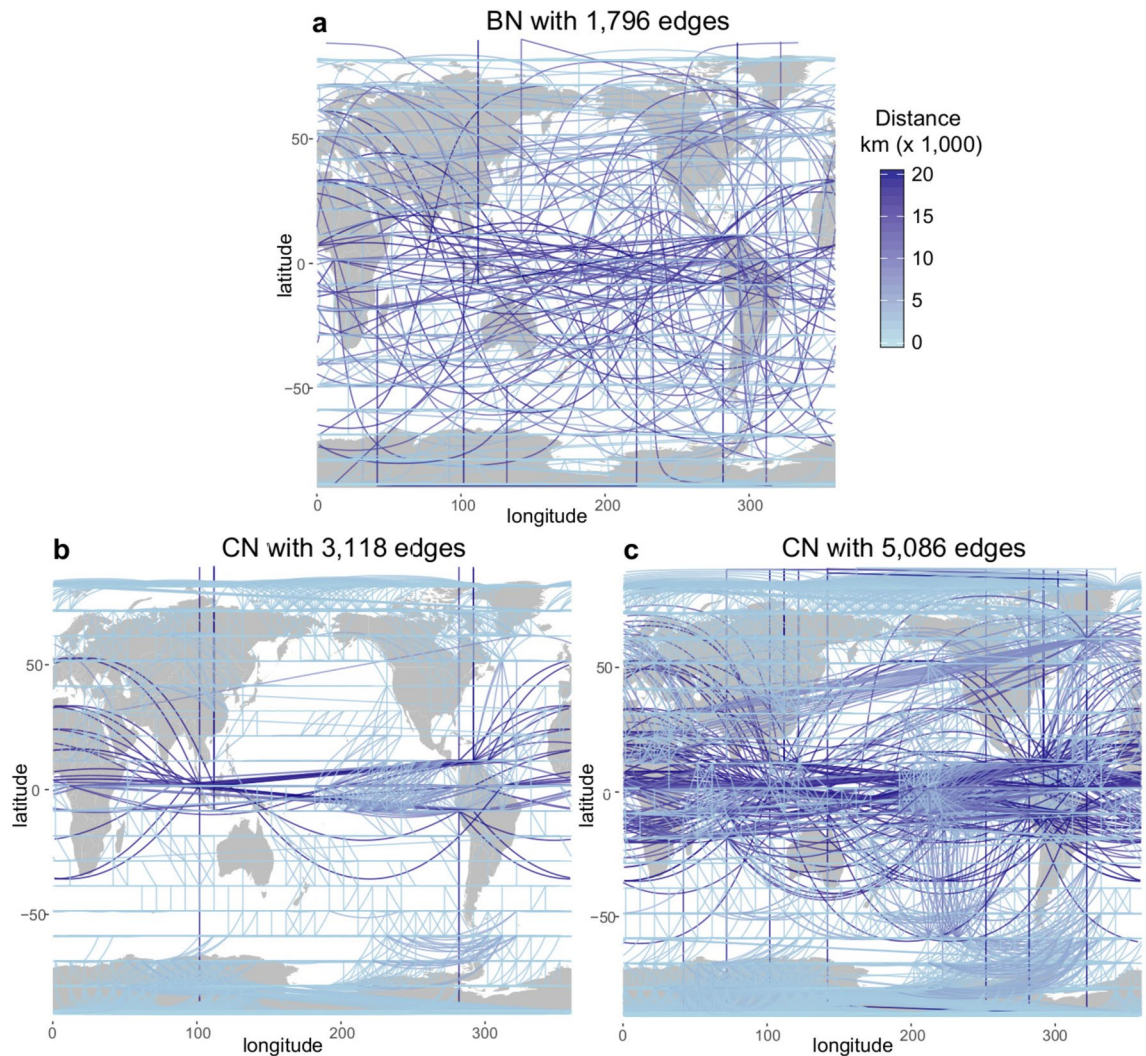 a BN with 1,796 edges
Distance
km (x 1,000)
20
15
10
5
0
50
0
−50
latitude
0 100 200 300
longitude
b CN with 3,118 edges
50
0
−50
latitude
0 100 200 300
longitude
c CN with 5,086 edges
50
0
−50
latitude
0 100 200 300
longitude